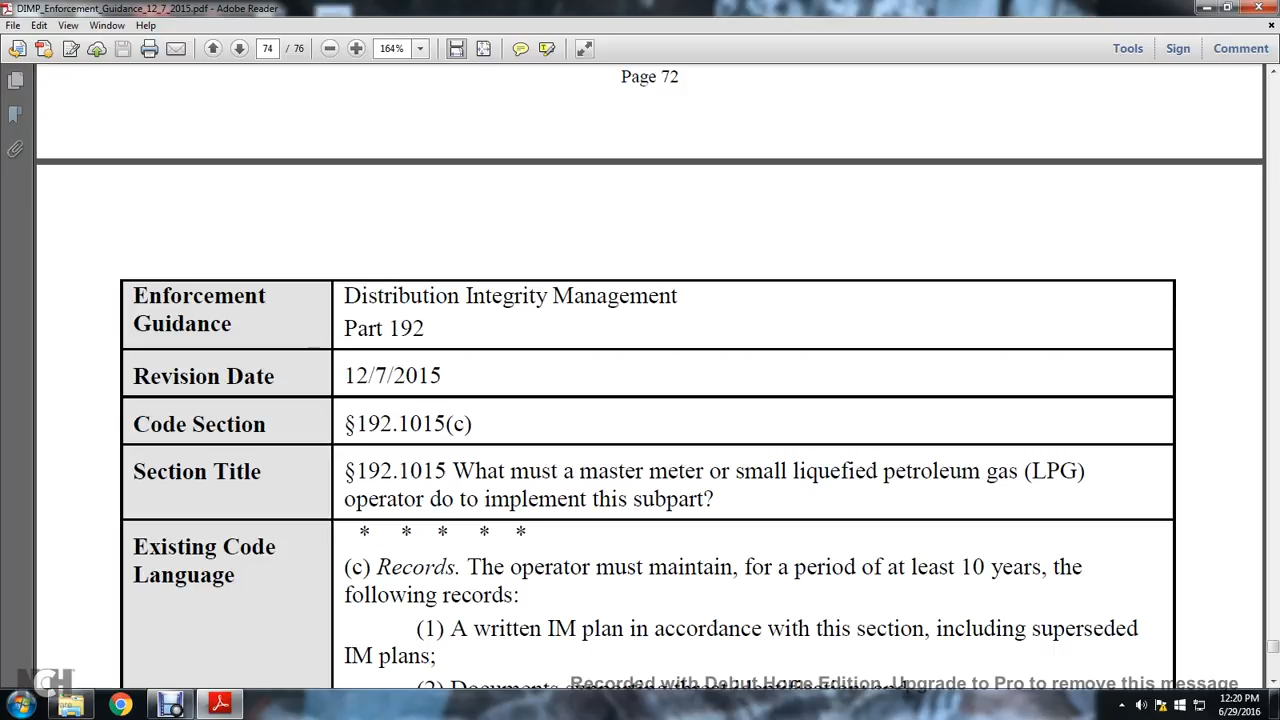 DIMP_Enforcement_Guidance_12_7_2015.pdf - Adobe Reader
File Edit View Window Help
74 / 76 164% Tools Sign Comment
Page 72
Enforcement Guidance
Distribution Integrity Management
Part 192
Revision Date
12/7/2015
Code Section
§192.1015(c)
Section Title
§192.1015 What must a master meter or small liquefied petroleum gas (LPG)
operator do to implement this subpart?
Existing Code Language
* * * * *
(c) Records. The operator must maintain, for a period of at least 10 years, the
following records:
(1) A written IM plan in accordance with this section, including superseded
IM plans;
(2) Documents
Recorded with Debut Home Edition. Upgrade to Pro to remove this message
NCH
12:20 PM
6/29/2016